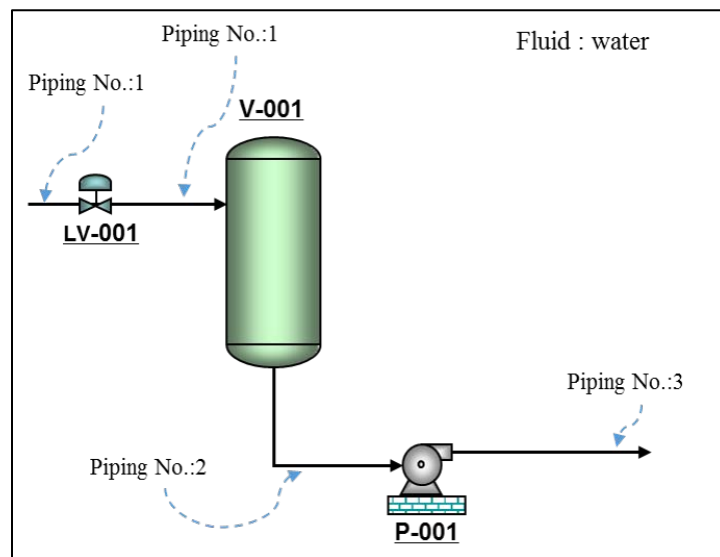 Piping No.:1
Fluid : water
Piping No.:1
V-001
LV-001
Piping No.:3
Piping No.:2
P-001